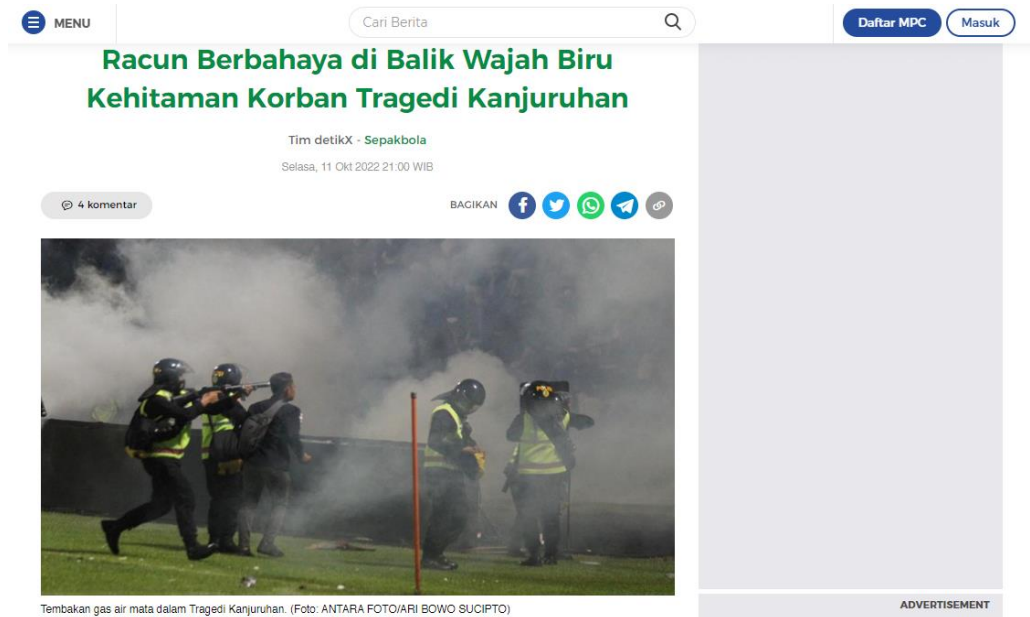 MENU
Cari Berita
Daftar MPC
Masuk
Racun Berbahaya di Balik Wajah Biru
Kehitaman Korban Tragedi Kanjuruhan
Tim detikX - Sepakbola
Selasa, 11 Okt 2022 21:00 WIB
4 komentar
BAGIKAN
Tembakan gas air mata dalam Tragedi Kanjuruhan. (Foto: ANTARA FOTO/ARI BOWO SUCIPTO)
ADVERTISEMENT